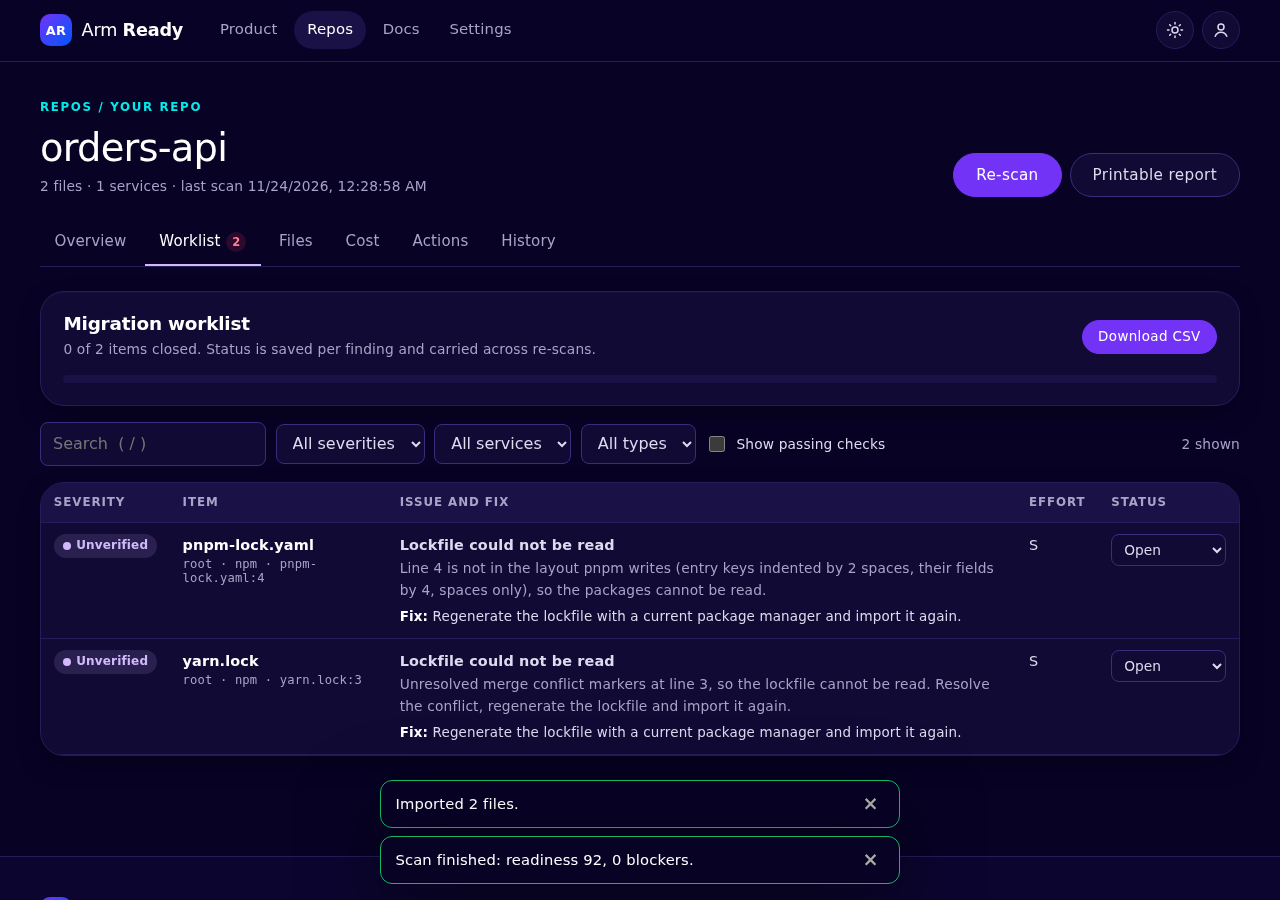 AR Arm Ready Product Repos Docs Settings
REPOS / YOUR REPO
orders-api
2 files · 1 services · last scan 11/24/2026, 12:28:58 AM
Re-scan Printable report
Overview Worklist 2 Files Cost Actions History
Migration worklist
0 of 2 items closed. Status is saved per finding and carried across re-scans.
Download CSV
Search ( / ) All severities All services All types Show passing checks 2 shown
SEVERITY ITEM ISSUE AND FIX EFFORT STATUS
Unverified pnpm-lock.yaml Lockfile could not be read S Open
root · npm · pnpm-
lock.yaml:4
Line 4 is not in the layout pnpm writes (entry keys indented by 2 spaces, their fields
by 4, spaces only), so the packages cannot be read.
Fix: Regenerate the lockfile with a current package manager and import it again.
Unverified yarn.lock Lockfile could not be read S Open
root · npm · yarn.lock:3
Unresolved merge conflict markers at line 3, so the lockfile cannot be read. Resolve
the conflict, regenerate the lockfile and import it again.
Fix: Regenerate the lockfile with a current package manager and import it again.
Imported 2 files. ×
Scan finished: readiness 92, 0 blockers. ×